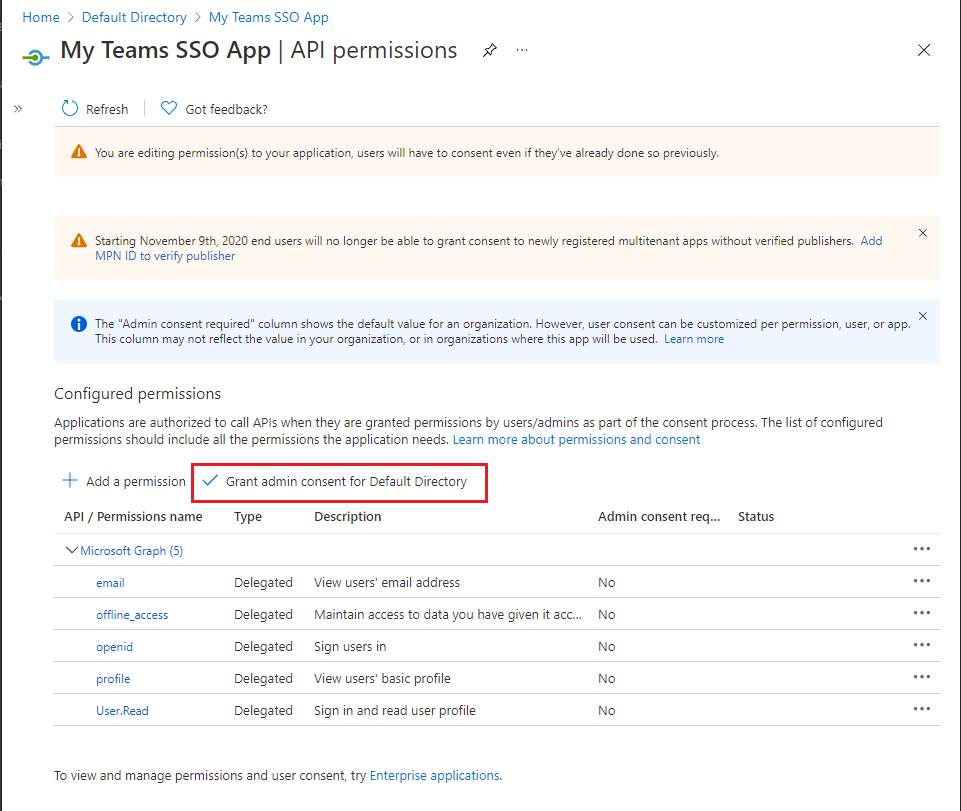 Home > Default Directory > My Teams SSO App
My Teams SSO App | API permissions
Refresh
Got feedback?
You are editing permission(s) to your application, users will have to consent even if they've already done so previously.
Starting November 9th, 2020 end users will no longer be able to grant consent to newly registered multitenant apps without verified publishers. Add
MPN ID to verify publisher
The "Admin consent required" column shows the default value for an organization. However, user consent can be customized per permission, user, or app.
This column may not reflect the value in your organization, or in organizations where this app will be used. Learn more
Configured permissions
Applications are authorized to call APIs when they are granted permissions by users/admins as part of the consent process. The list of configured
permissions should include all the permissions the application needs. Learn more about permissions and consent
Add a permission Grant admin consent for Default Directory
API / Permissions name Type Description Admin consent req... Status
Microsoft Graph (5)
email Delegated View users' email address No
offline_access Delegated Maintain access to data you have given it acc... No
openid Delegated Sign users in No
profile Delegated View users' basic profile No
User.Read Delegated Sign in and read user profile No
To view and manage permissions and user consent, try Enterprise applications.